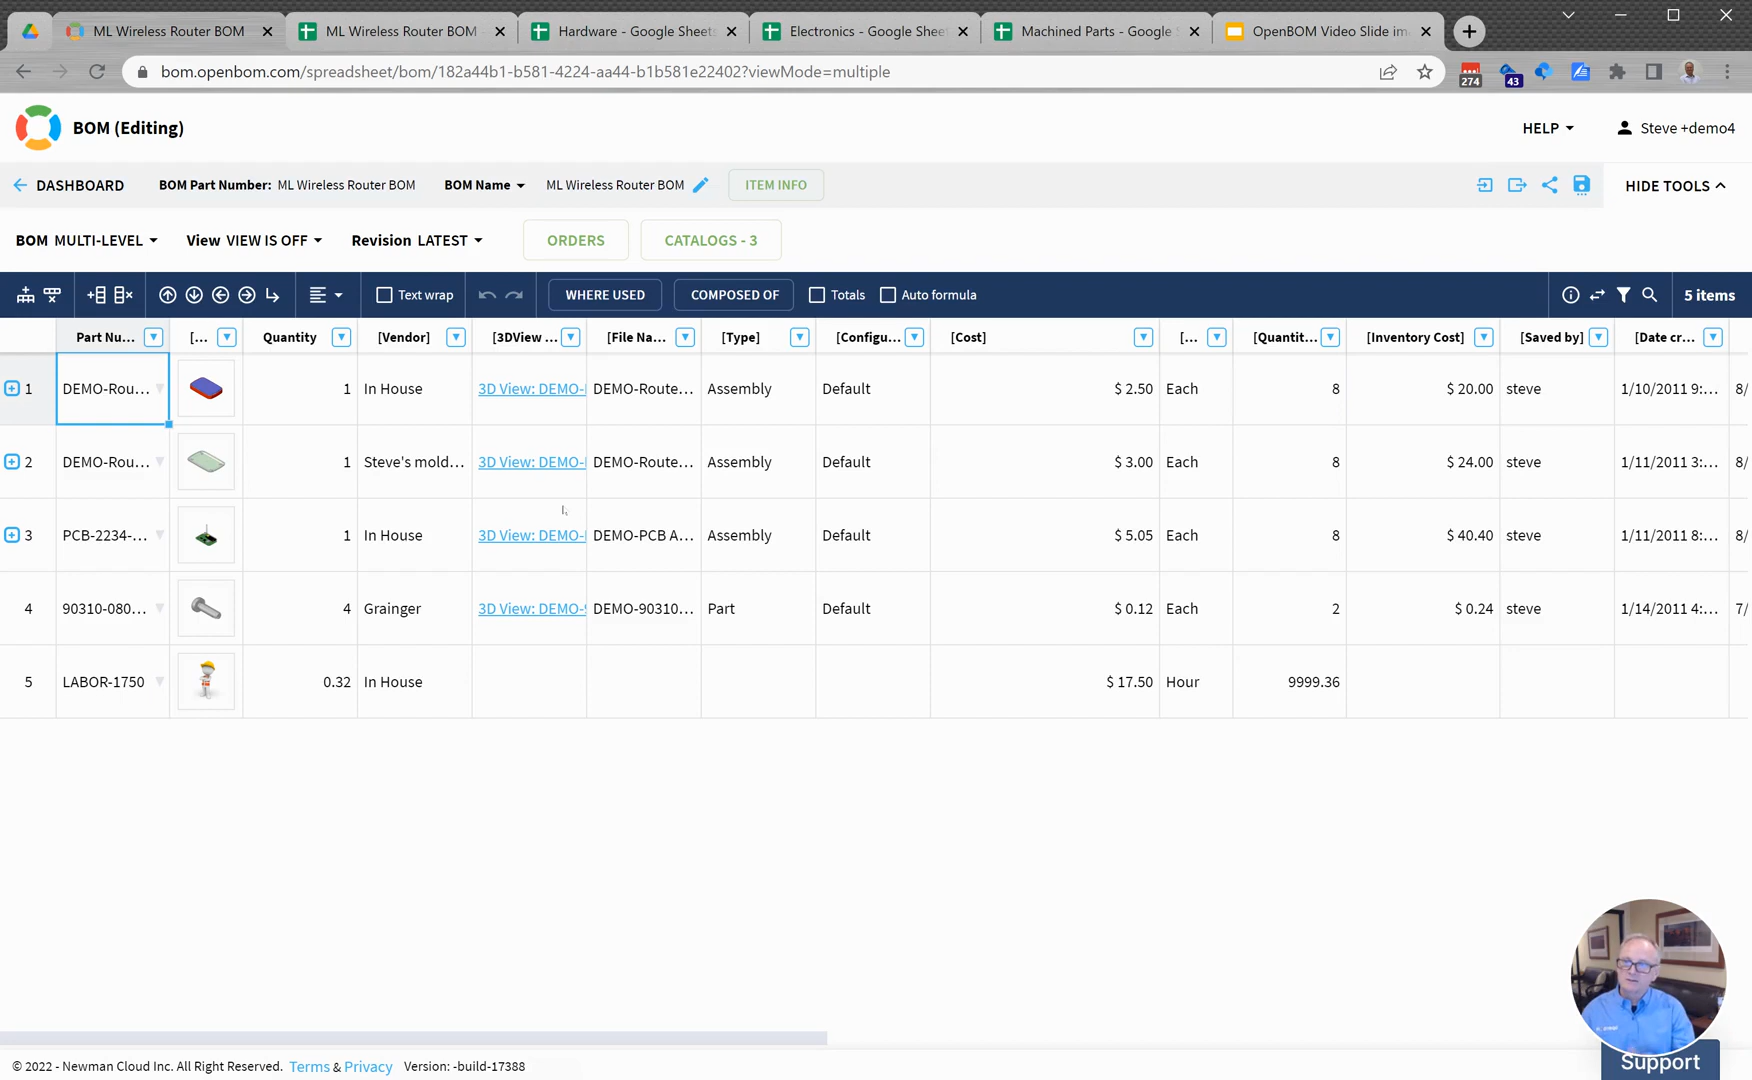 ML Wireless Router BOM
ML Wireless Router BOM
Hardware - Google Sheets
Electronics - Google Shee
Machined Parts - Google S
OpenBOM Video Slide im
bom.openbom.com/spreadsheet/bom/182a44b1-b581-4224-aa44-b1b581e22402?viewMode=multiple
274
43
BOM (Editing)
HELP
Steve +demo4
DASHBOARD
BOM Part Number: ML Wireless Router BOM
BOM Name
ML Wireless Router BOM
ITEM INFO
HIDE TOOLS
BOM MULTI-LEVEL
View VIEW IS OFF
Revision LATEST
ORDERS
CATALOGS - 3
Text wrap
WHERE USED
COMPOSED OF
Totals
Auto formula
5 items
Part Nu... [... Quantity [Vendor] [3DView ... [File Na... [Type] [Configu... [Cost] [... [Quantit... [Inventory Cost] [Saved by] [Date cr...
1 DEMO-Rou... 1 In House 3D View: DEMO- DEMO-Route... Assembly Default $ 2.50 Each 8 $ 20.00 steve 1/10/2011 9:... 8/
2 DEMO-Rou... 1 Steve's mold... 3D View: DEMO- DEMO-Route... Assembly Default $ 3.00 Each 8 $ 24.00 steve 1/11/2011 3:... 8/
3 PCB-2234-... 1 In House 3D View: DEMO- DEMO-PCB A... Assembly Default $ 5.05 Each 8 $ 40.40 steve 1/11/2011 8:... 8/
4 90310-080... 4 Grainger 3D View: DEMO-9 DEMO-90310... Part Default $ 0.12 Each 2 $ 0.24 steve 1/14/2011 4:... 7/
5 LABOR-1750 0.32 In House $ 17.50 Hour 9999.36
Support
© 2022 - Newman Cloud Inc. All Right Reserved. Terms & Privacy Version: -build-17388